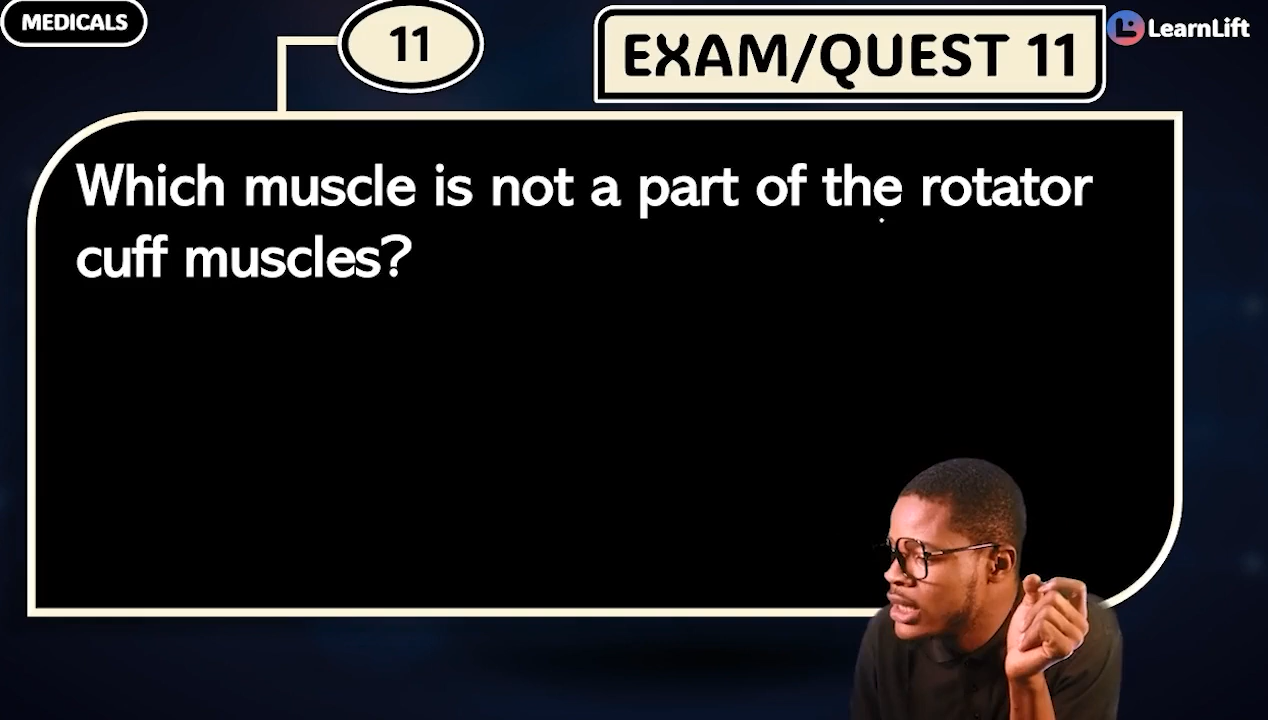 MEDICALS
11
EXAM/QUEST 11
LearnLift
Which muscle is not a part of the rotator
cuff muscles?